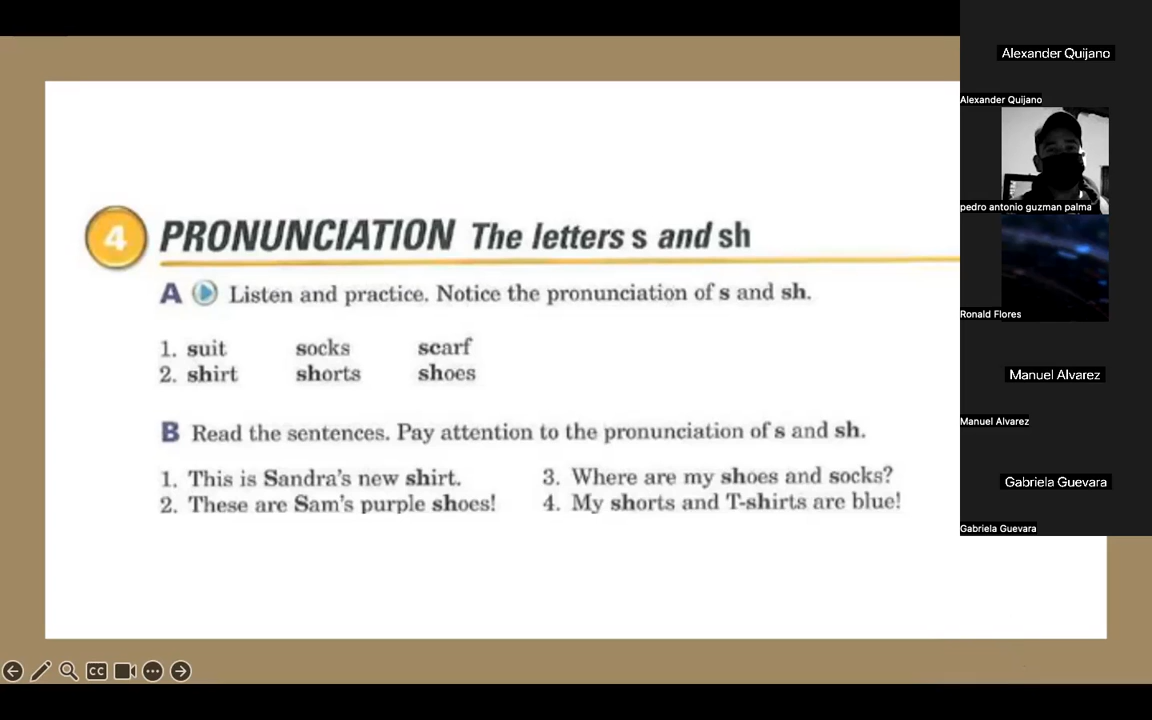 Alexander Quijano
Alexander Quijano
pedro antonio guzman palma
Ronald Flores
Manuel Alvarez
Manuel Alvarez
Gabriela Guevara
Gabriela Guevara
4 PRONUNCIATION The letters s and sh
A Listen and practice. Notice the pronunciation of s and sh.
1. suit socks scarf
2. shirt shorts shoes
B Read the sentences. Pay attention to the pronunciation of s and sh.
1. This is Sandra's new shirt.
2. These are Sam's purple shoes!
3. Where are my shoes and socks?
4. My shorts and T-shirts are blue!
CC